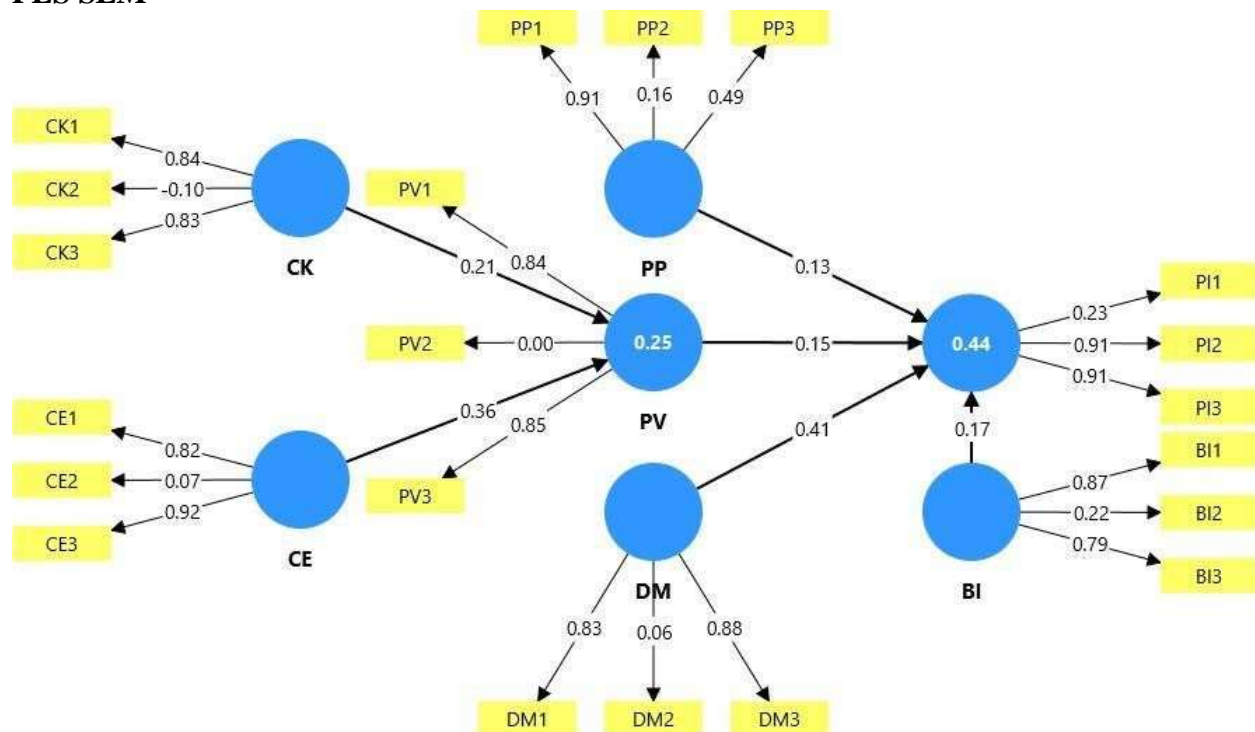 PLS SEM
PP1
PP2
PP3
0.91
0.16
0.49
CK1
CK2
CK3
0.84
-0.10
0.83
CK
PV1
PV2
PV3
0.84
0.00
0.85
0.21
0.36
PP
0.13
0.25
PV
0.15
0.44
PI1
PI2
PI3
0.23
0.91
0.91
CE1
CE2
CE3
0.82
0.07
0.92
CE
0.41
0.17
DM
BI
BI1
BI2
BI3
0.87
0.22
0.79
0.83
0.06
0.88
DM1
DM2
DM3